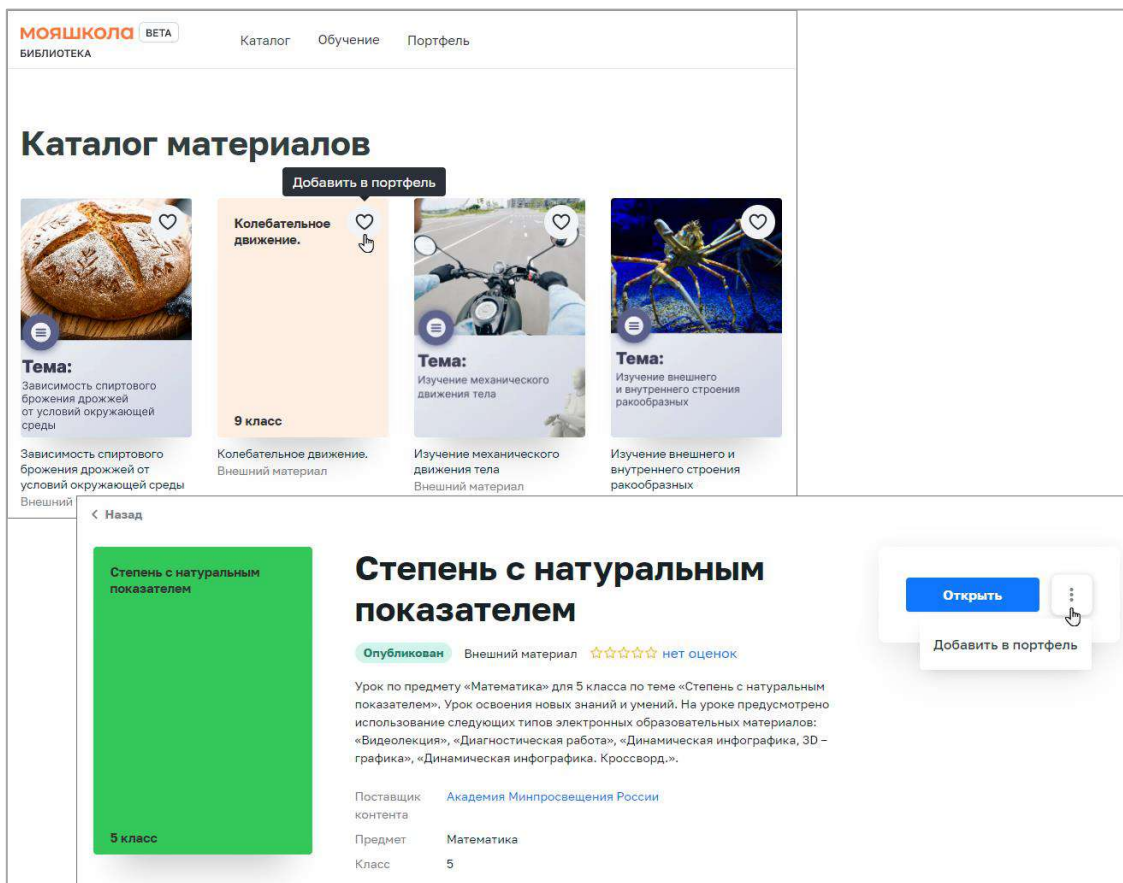 МОЯШКОЛА BETA
БИБЛИОТЕКА
Каталог Обучение Портфель
Каталог материалов
Добавить в портфель
Тема:
Зависимость спиртового
брожения дрожжей
от условий окружающей
среды
Зависимость спиртового
брожения дрожжей от
условий окружающей среды
Внешний
Колебательное
движение.
9 класс
Колебательное движение.
Внешний материал
Тема:
Изучение механического
движения тела
Изучение механического
движения тела
Внешний материал
Тема:
Изучение внешнего
и внутреннего строения
ракообразных
Изучение внешнего и
внутреннего строения
ракообразных
Назад
Степень с натуральным
показателем
5 класс
Степень с натуральным
показателем
Опубликован Внешний материал нет оценок
Урок по предмету «Математика» для 5 класса по теме «Степень с натуральным
показателем». Урок освоения новых знаний и умений. На уроке предусмотрено
использование следующих типов электронных образовательных материалов:
«Видеолекция», «Диагностическая работа», «Динамическая инфографика, 3D –
графика», «Динамическая инфографика. Кроссворд.».
Поставщик Академия Минпросвещения России
контента
Предмет Математика
Класс 5
Открыть
Добавить в портфель